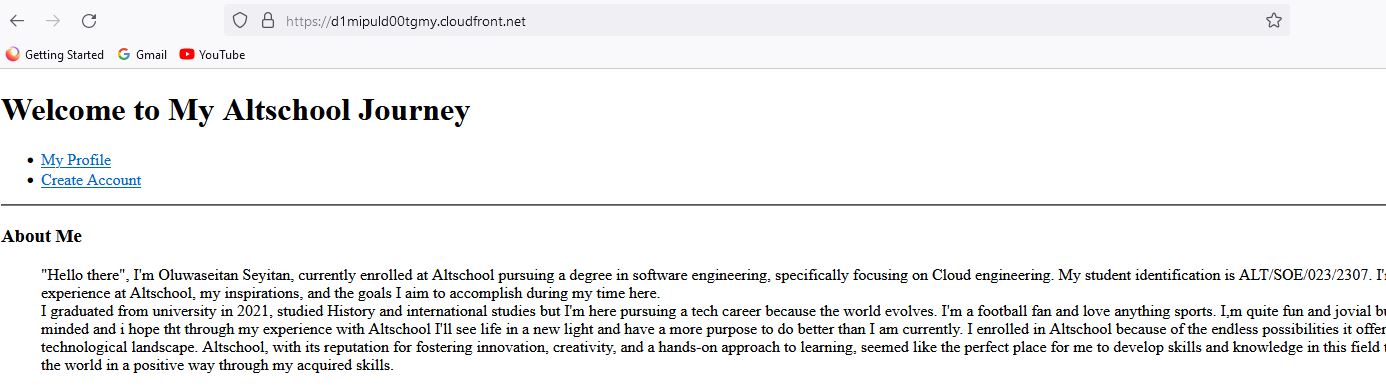 https://d1mipuld00tgmy.cloudfront.net
Getting Started Gmail YouTube
Welcome to My Altschool Journey
My Profile
Create Account
About Me
"Hello there", I'm Oluwaseitan Seyitan, currently enrolled at Altschool pursuing a degree in software engineering, specifically focusing on Cloud engineering. My student identification is ALT/SOE/023/2307.
experience at Altschool, my inspirations, and the goals I aim to accomplish during my time here.
I graduated from university in 2021, studied History and international studies but I'm here pursuing a tech career because the world evolves. I'm a football fan and love anything sports. I,m quite fun and jovial
minded and i hope tht through my experience with Altschool I'll see life in a new light and have a more purpose to do better than I am currently. I enrolled in Altschool because of the endless possibilities it
technological landscape. Altschool, with its reputation for fostering innovation, creativity, and a hands-on approach to learning, seemed like the perfect place for me to develop skills and knowledge in this field
the world in a positive way through my acquired skills.